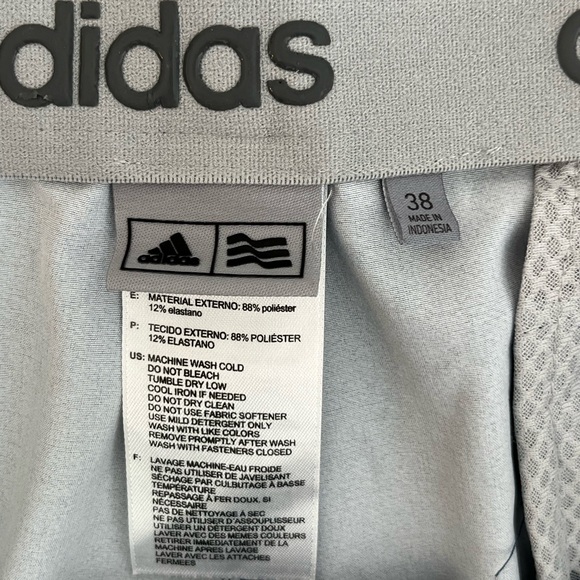 didas
adidas
38
MADE IN
INDONESIA
E: MATERIAL EXTERNO: 88% poliéster
12% elastano
P: TECIDO EXTERNO: 88% POLIÉSTER
12% ELASTANO
US: MACHINE WASH COLD
DO NOT BLEACH
TUMBLE DRY LOW
COOL IRON IF NEEDED
DO NOT DRY CLEAN
DO NOT USE FABRIC SOFTENER
USE MILD DETERGENT ONLY
WASH WITH LIKE COLORS
REMOVE PROMPTLY AFTER WASH
WASH WITH FASTENERS CLOSED
F: LAVAGE MACHINE-EAU FROIDE
NE PAS UTILISER DE JAVELISANT
SÉCHAGE PAR CULBUTAGE À BASSE
TEMPÉRATURE
REPASSAGE À FER DOUX, SI
NÉCESSAIRE
PAS DE NETTOYAGE À SEC
NE PAS UTILISER D'ASSOUPLISSEUR
UTILISER UN DÉTERGENT DOUX
LAVER AVEC DES MEMES COULEURS
RETIRER IMMÉDIATEMENT DE LA
MACHINE APRÈS LAVAGE
LAVER AVEC LES ATTACHES
FERMÉES